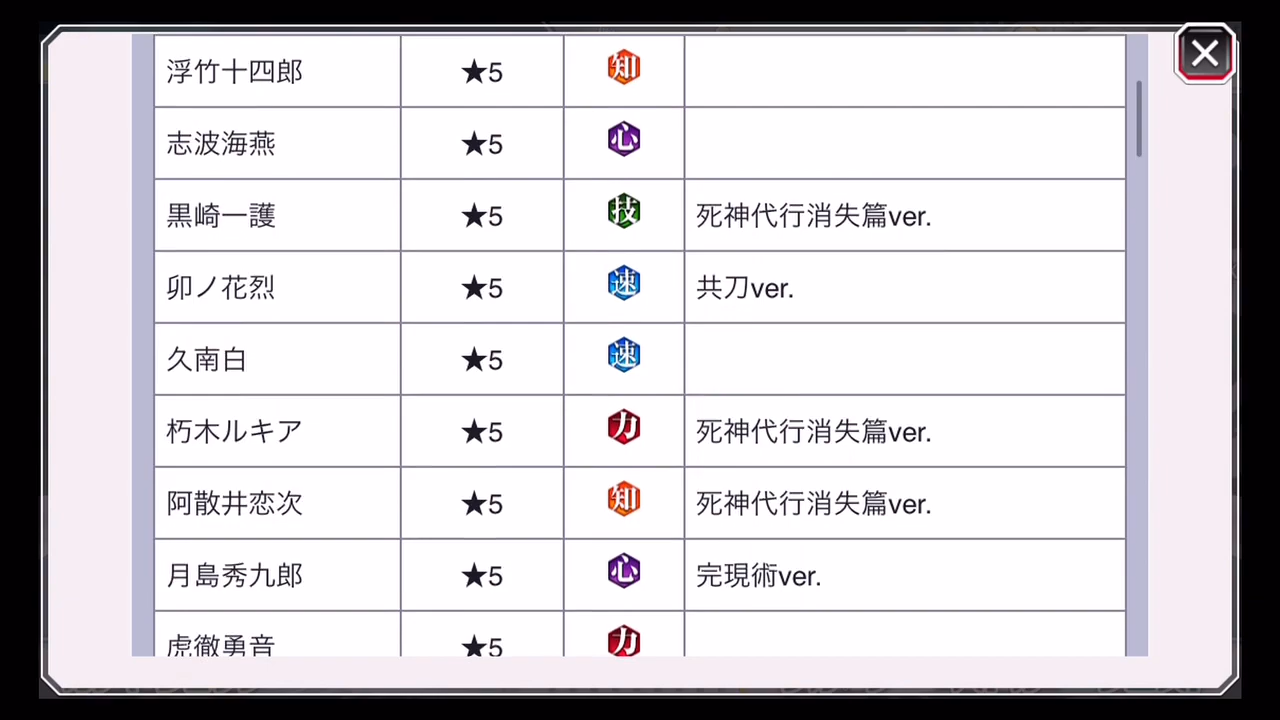 浮竹十四郎 ★5 知
志波海燕 ★5 心
黒崎一護 ★5 技 死神代行消失篇ver.
卯ノ花烈 ★5 速 共刀ver.
久南白 ★5 速
朽木ルキア ★5 力 死神代行消失篇ver.
阿散井恋次 ★5 知 死神代行消失篇ver.
月島秀九郎 ★5 心 完現術ver.
虎徹勇音 ★5 力